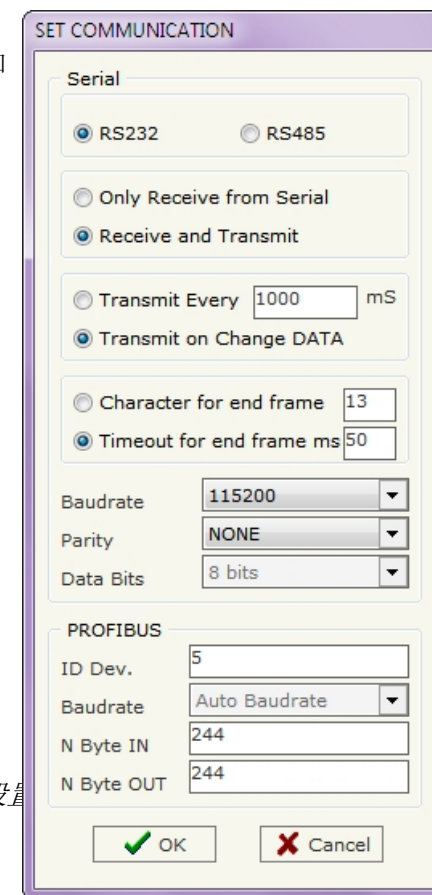 SET COMMUNICATION
Serial
RS232 RS485
Only Receive from Serial
Receive and Transmit
Transmit Every 1000 mS
Transmit on Change DATA
Character for end frame 13
Timeout for end frame ms 50
Baudrate 115200
Parity NONE
Data Bits 8 bits
PROFIBUS
ID Dev. 5
Baudrate Auto Baudrate
N Byte IN 244
N Byte OUT 244
OK Cancel